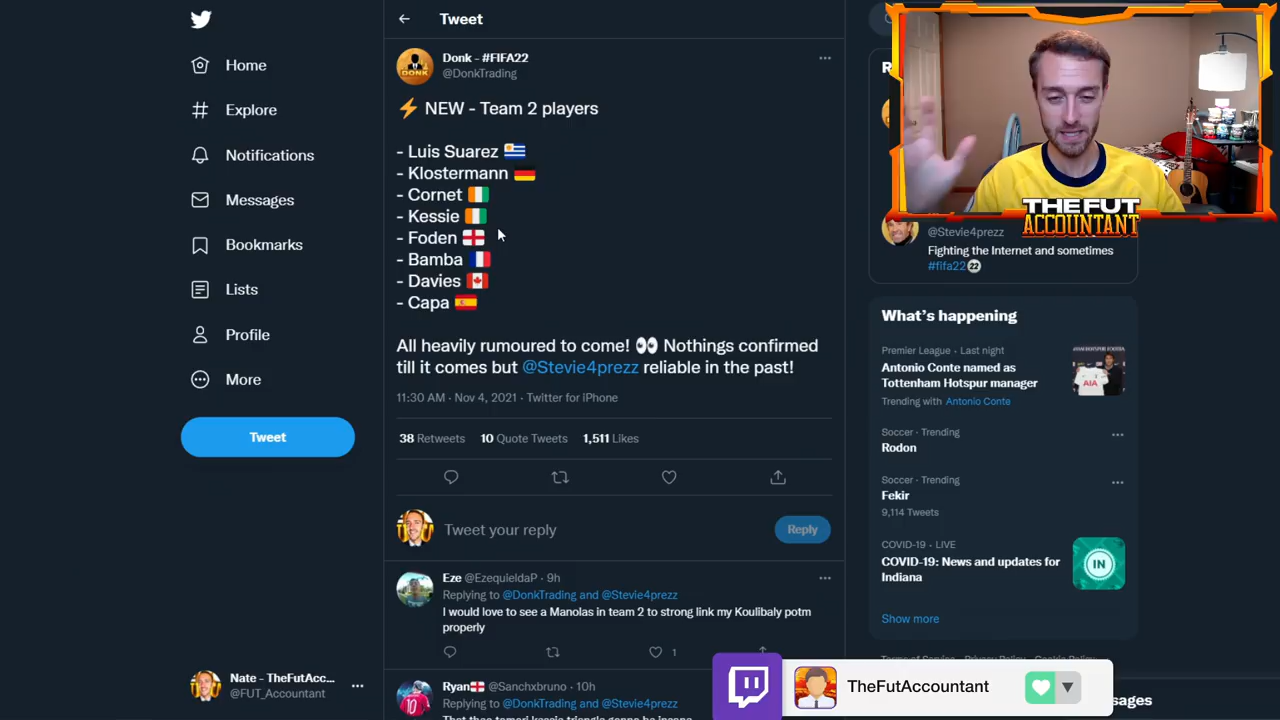 Tweet
Home
Explore
Notifications
Messages
Bookmarks
Lists
Profile
More
Tweet
Nate - TheFutAcc...
@FUT_Accountant
Donk - #FIFA22
@DonkTrading
DONK
⚡ NEW - Team 2 players
- Luis Suarez 🇺🇾
- Klostermann 🇩🇪
- Cornet 🇨🇮
- Kessie 🇨🇮
- Foden 🏴󠁧󠁢󠁥󠁮󠁧󠁿
- Bamba 🇫🇷
- Davies 🇨🇦
- Capa 🇪🇸
All heavily rumoured to come! 👀 Nothings confirmed
till it comes but @Stevie4prezz reliable in the past!
11:30 AM · Nov 4, 2021 · Twitter for iPhone
38 Retweets 10 Quote Tweets 1,511 Likes
Tweet your reply
Reply
Eze @EzequieldaP · 9h
Replying to @DonkTrading and @Stevie4prezz
I would love to see a Manolas in team 2 to strong link my Koulibaly potm
properly
1
Ryan🏴󠁧󠁢󠁥󠁮󠁧󠁿 @Sanchxbruno · 10h
Replying to @DonkTrading and @Stevie4prezz
THE FUT
ACCOUNTANT
@Stevie4prezz
Fighting the Internet and sometimes
#fifa22
What's happening
Premier League · Last night
Antonio Conte named as
Tottenham Hotspur manager
Trending with Antonio Conte
AIA
Soccer · Trending
Rodon
Soccer · Trending
Fekir
9,114 Tweets
COVID-19 · LIVE
COVID-19: News and updates for
Indiana
IN
Show more
TheFutAccountant